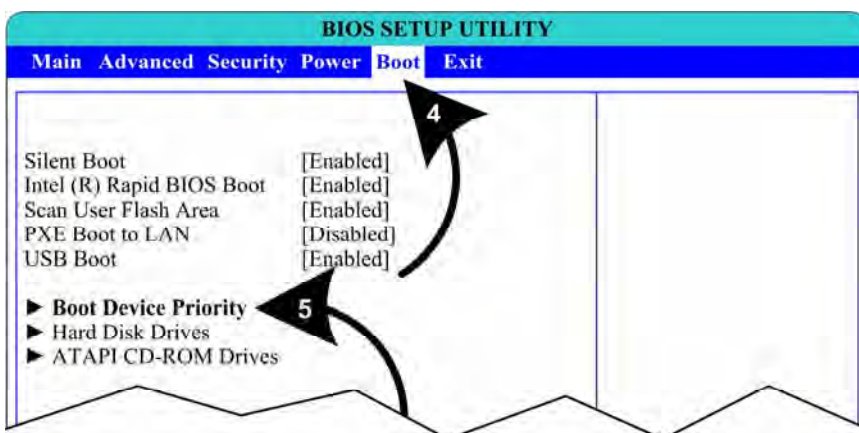 BIOS SETUP UTILITY
Main Advanced Security Power Boot Exit
4
Silent Boot [Enabled]
Intel (R) Rapid BIOS Boot [Enabled]
Scan User Flash Area [Enabled]
PXE Boot to LAN [Disabled]
USB Boot [Enabled]
► Boot Device Priority 5
► Hard Disk Drives
► ATAPI CD-ROM Drives